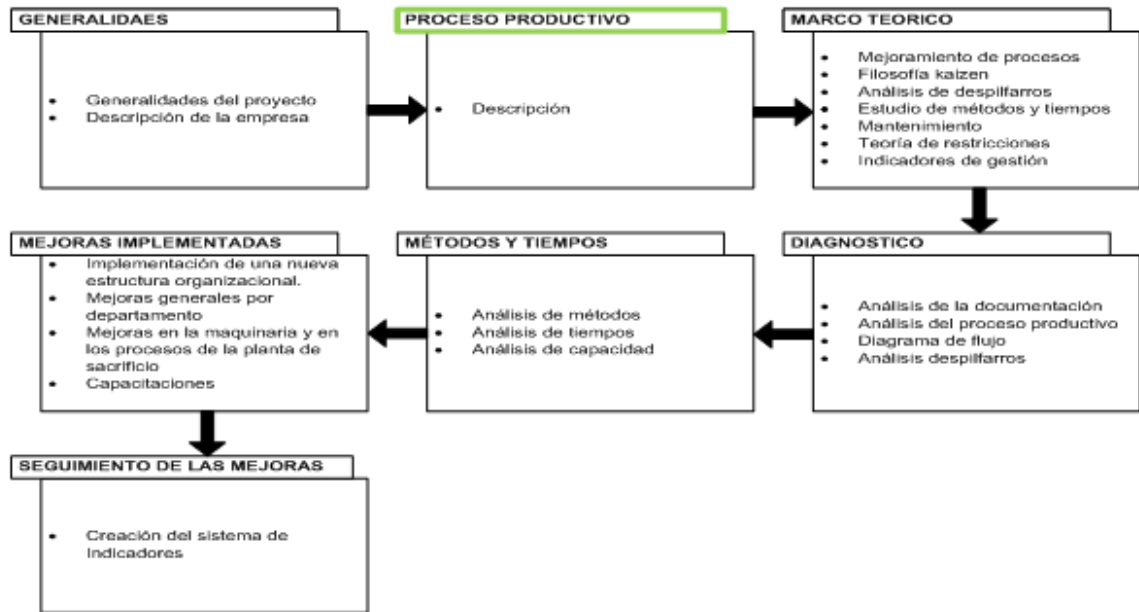 GENERALIDAES
• Generalidades del proyecto
• Descripción de la empresa
PROCESO PRODUCTIVO
• Descripción
MARCO TEORICO
• Mejoramiento de procesos
• Filosofía kaizen
• Análisis de despilfarros
• Estudio de métodos y tiempos
• Mantenimiento
• Teoría de restricciones
• Indicadores de gestión
DIAGNOSTICO
• Análisis de la documentación
• Análisis del proceso productivo
• Diagrama de flujo
• Análisis despilfarros
MÉTODOS Y TIEMPOS
• Análisis de métodos
• Análisis de tiempos
• Análisis de capacidad
MEJORAS IMPLEMENTADAS
• Implementación de una nueva
estructura organizacional.
• Mejoras generales por
departamento
• Mejoras en la maquinaria y en
los procesos de la planta de
sacrificio
• Capacitaciones
SEGUIMIENTO DE LAS MEJORAS
• Creación del sistema de
Indicadores